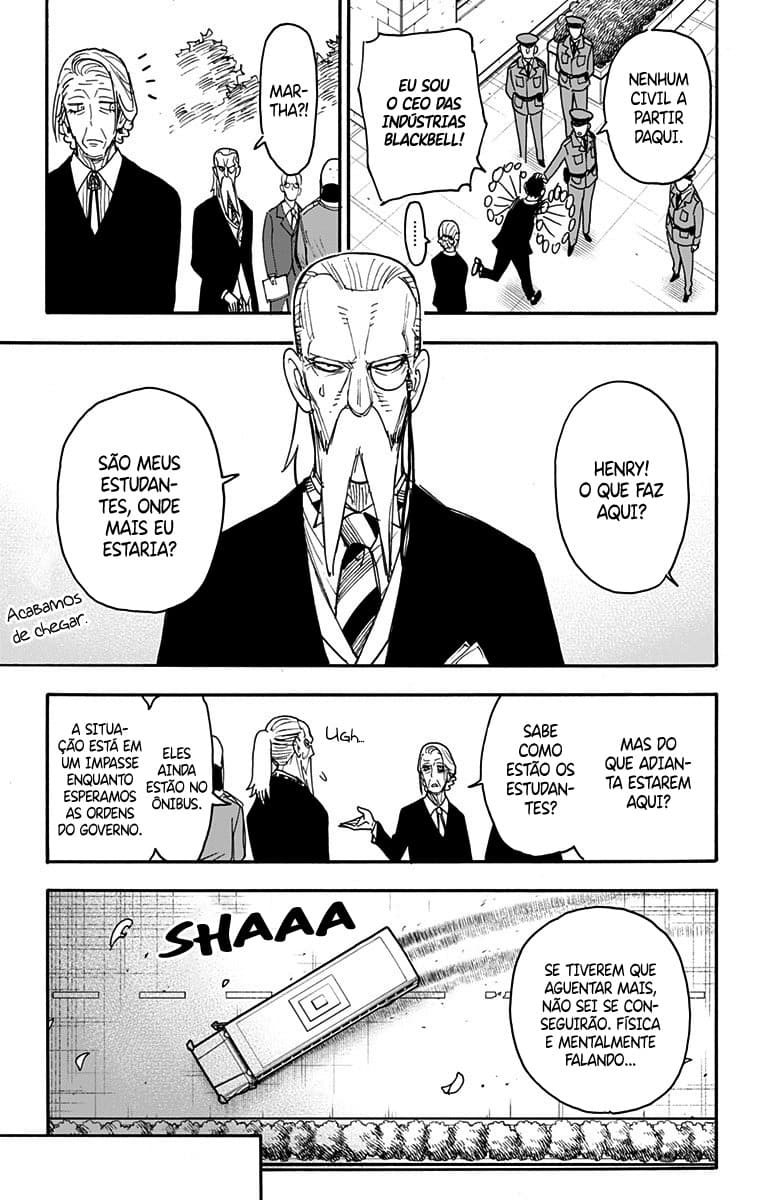 NENHUM
CIVIL A
PARTIR
DAQUI.
EU SOU
O CEO DAS
INDÚSTRIAS
BLACKBELL!
......
MAR-
THA?!
HENRY!
O QUE FAZ
AQUI?
SÃO MEUS
ESTUDAN-
TES, ONDE
MAIS EU
ESTARIA?
Acabamos
de chegar.
MAS DO
QUE ADIAN-
TA ESTAREM
AQUI?
SABE
COMO
ESTÃO OS
ESTUDAN-
TES?
Ugh...
ELES
AINDA
ESTÃO NO
ÔNIBUS.
A SITUA-
ÇÃO ESTÁ EM
UM IMPASSE
ENQUANTO
ESPERAMOS
AS ORDENS
DO GOVERNO.
SHAAA
SE TIVEREM QUE
AGUENTAR MAIS,
NÃO SEI SE CON-
SEGUIRÃO. FÍSICA
E MENTALMENTE
FALANDO...